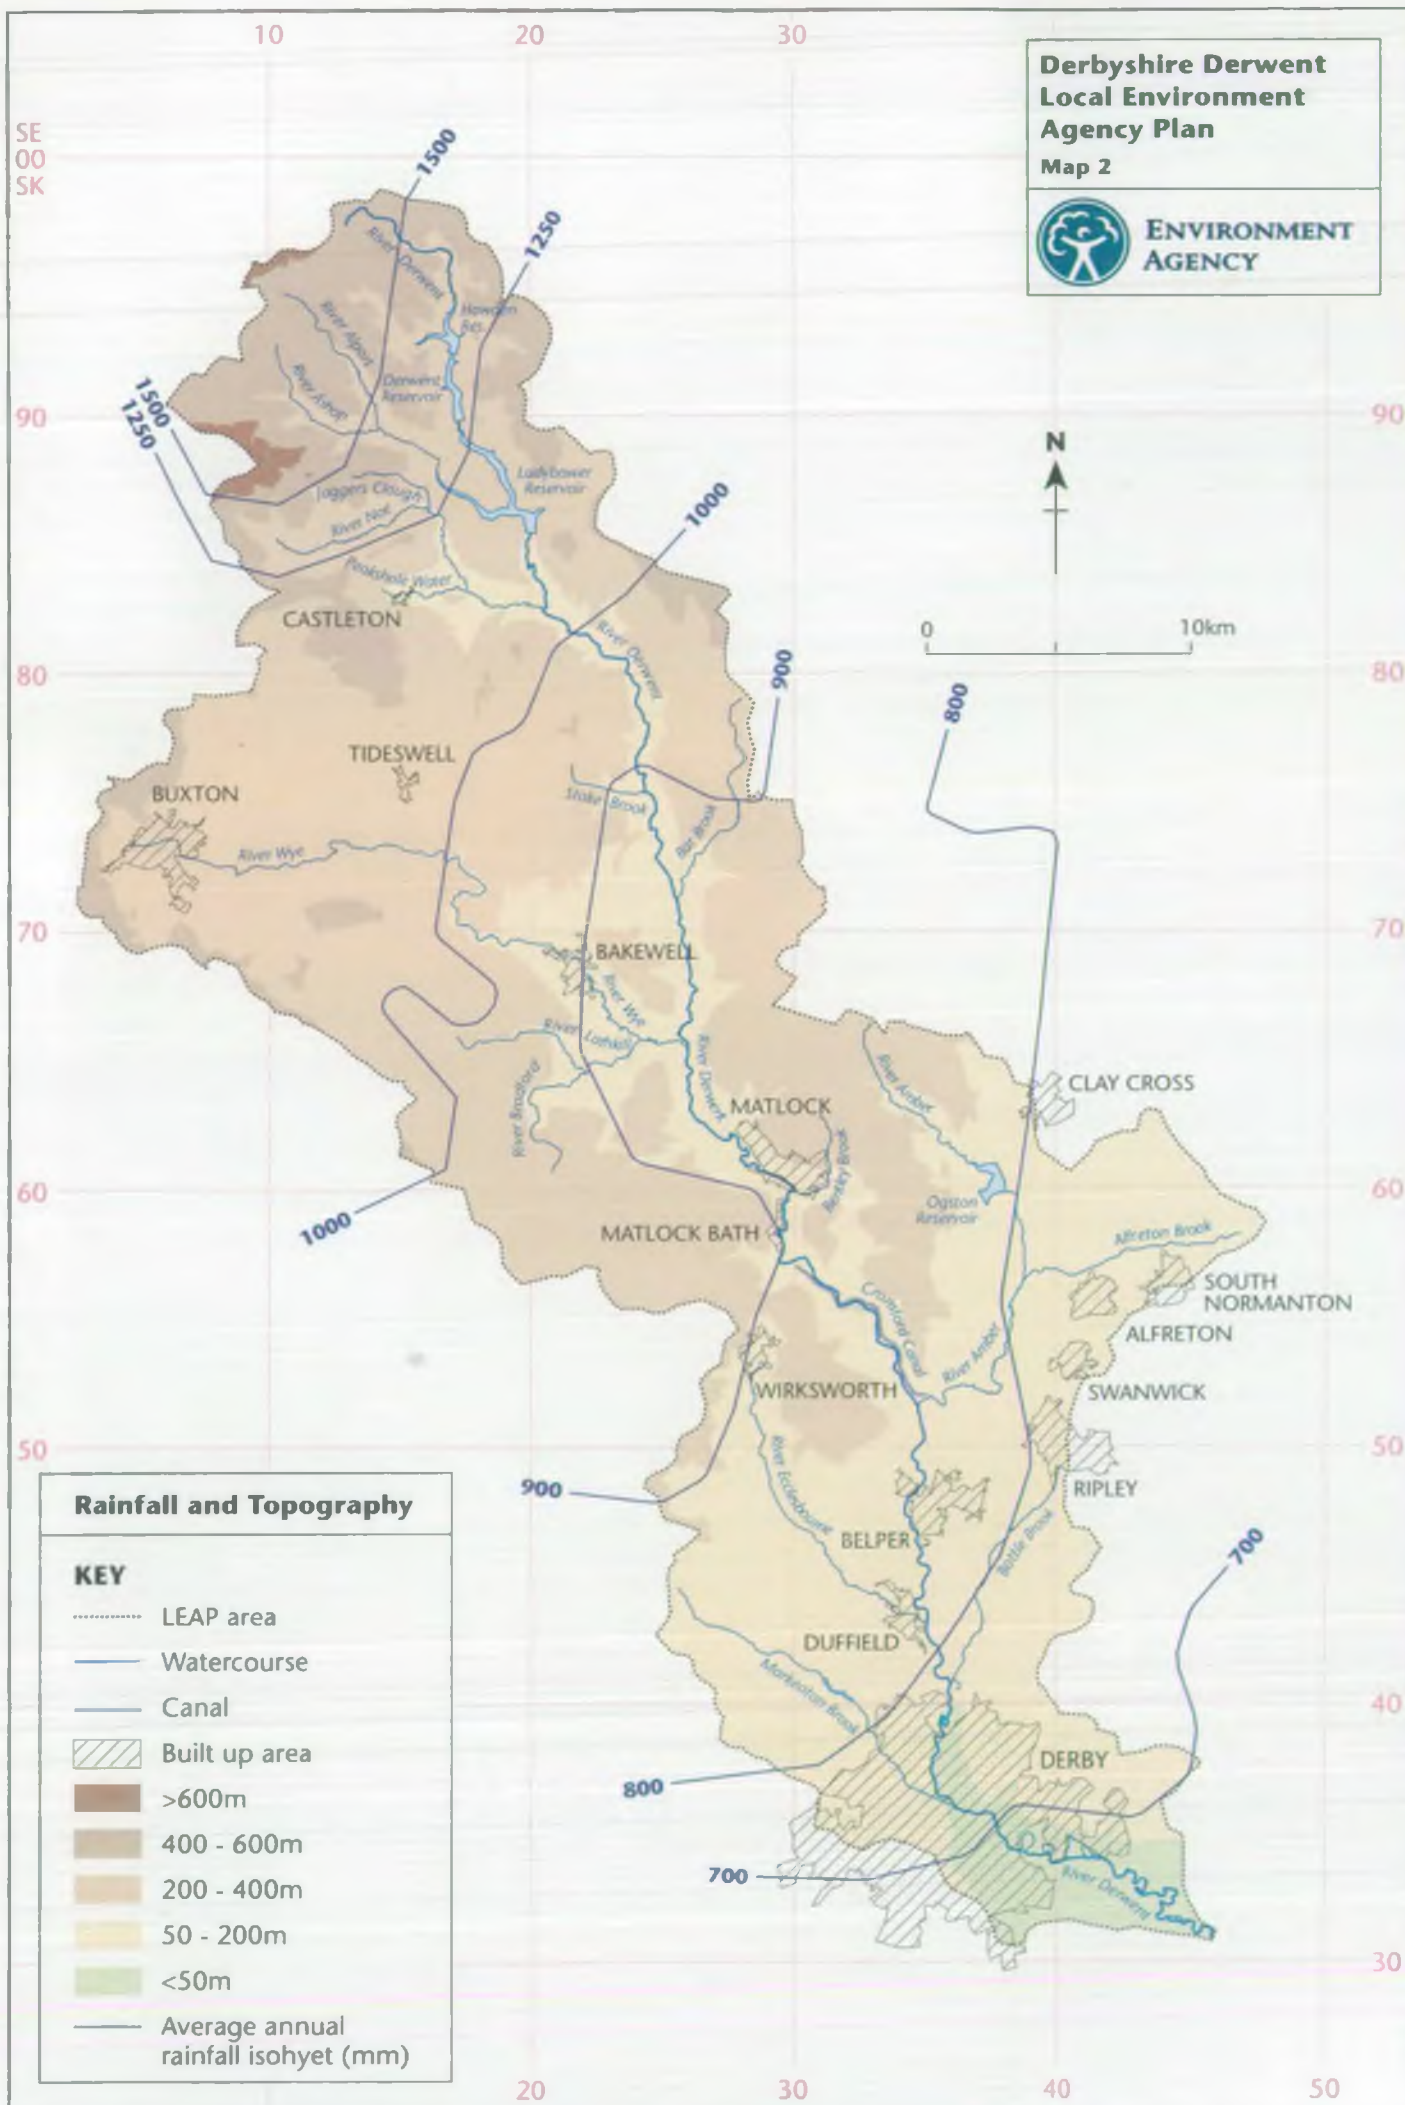 10
20
30
Derbyshire Derwent
Local Environment
Agency Plan
Map 2
ENVIRONMENT
AGENCY
SE
00
SK
1500
1250
River Derwent
Howden
Res.
River Alport
River Ashop
Derwent
Reservoir
1500
1250
90
90
N
Ladybower
Reservoir
Jaggers Clough
River Noe
1000
Peakshole Water
CASTLETON
0
10km
River Derwent
80
80
900
800
TIDESWELL
BUXTON
Stoke Brook
Bar Brook
River Wye
70
70
BAKEWELL
River Wye
River Lathkill
River Bradford
River Derwent
River Amber
CLAY CROSS
MATLOCK
Bentley Brook
60
60
1000
Ogston
Reservoir
MATLOCK BATH
Alfreton Brook
SOUTH
NORMANTON
Cromford Canal
ALFRETON
River Amber
WIRKSWORTH
SWANWICK
50
50
River Ecclesbourne
900
RIPLEY
BELPER
Bottle Brook
700
DUFFIELD
Markeaton Brook
40
DERBY
800
700
River Derwent
30
Rainfall and Topography
KEY
LEAP area
Watercourse
Canal
Built up area
>600m
400 - 600m
200 - 400m
50 - 200m
<50m
Average annual
rainfall isohyet (mm)
20
30
40
50